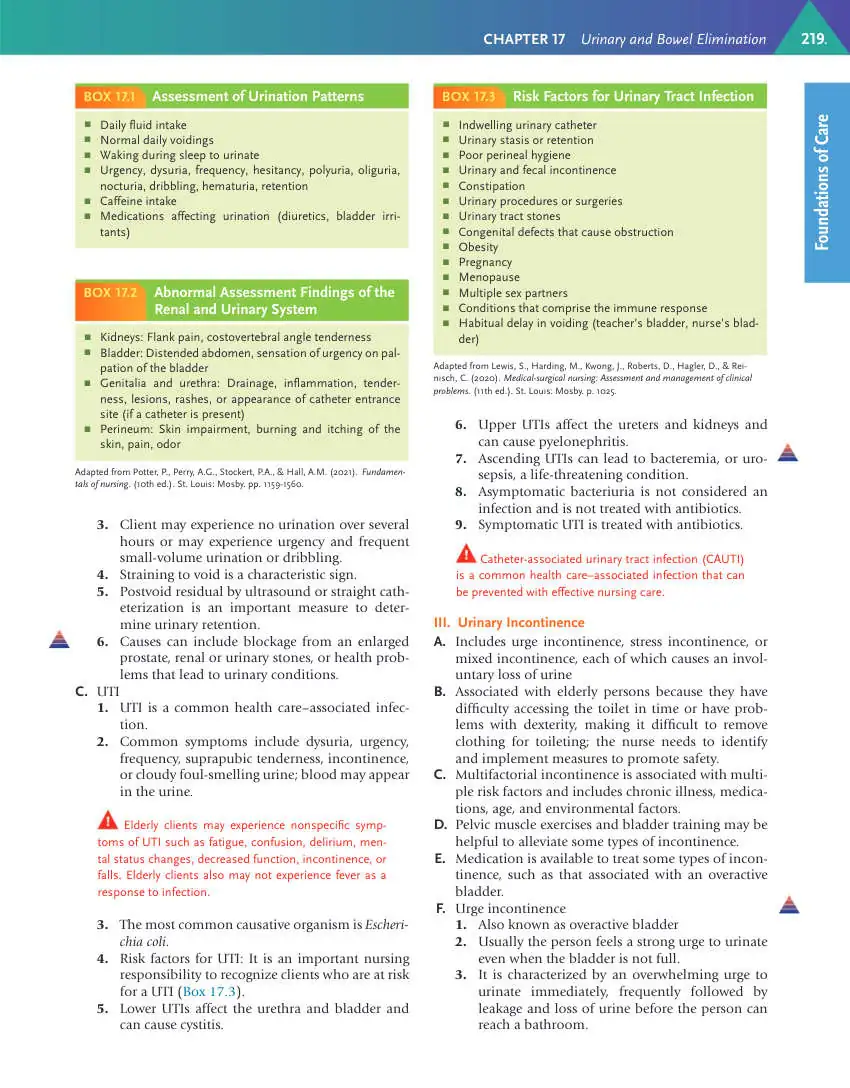 CHAPTER 17 Urinary and Bowel Elimination 219.
Foundations of Care
BOX 17.1 Assessment of Urination Patterns
■ Daily fluid intake
■ Normal daily voidings
■ Waking during sleep to urinate
■ Urgency, dysuria, frequency, hesitancy, polyuria, oliguria,
nocturia, dribbling, hematuria, retention
■ Caffeine intake
■ Medications affecting urination (diuretics, bladder irri-
tants)
BOX 17.2 Abnormal Assessment Findings of the
Renal and Urinary System
■ Kidneys: Flank pain, costovertebral angle tenderness
■ Bladder: Distended abdomen, sensation of urgency on pal-
pation of the bladder
■ Genitalia and urethra: Drainage, inflammation, tender-
ness, lesions, rashes, or appearance of catheter entrance
site (if a catheter is present)
■ Perineum: Skin impairment, burning and itching of the
skin, pain, odor
Adapted from Potter, P., Perry, A.G., Stockert, P.A., & Hall, A.M. (2021). Fundamen-
tals of nursing. (10th ed.). St. Louis: Mosby. pp. 1159-1560.
3. Client may experience no urination over several
hours or may experience urgency and frequent
small-volume urination or dribbling.
4. Straining to void is a characteristic sign.
5. Postvoid residual by ultrasound or straight cath-
eterization is an important measure to deter-
mine urinary retention.
6. Causes can include blockage from an enlarged
prostate, renal or urinary stones, or health prob-
lems that lead to urinary conditions.
C. UTI
1. UTI is a common health care–associated infec-
tion.
2. Common symptoms include dysuria, urgency,
frequency, suprapubic tenderness, incontinence,
or cloudy foul-smelling urine; blood may appear
in the urine.
Elderly clients may experience nonspecific symp-
toms of UTI such as fatigue, confusion, delirium, men-
tal status changes, decreased function, incontinence, or
falls. Elderly clients also may not experience fever as a
response to infection.
3. The most common causative organism is Escheri-
chia coli.
4. Risk factors for UTI: It is an important nursing
responsibility to recognize clients who are at risk
for a UTI (Box 17.3).
5. Lower UTIs affect the urethra and bladder and
can cause cystitis.
BOX 17.3 Risk Factors for Urinary Tract Infection
■ Indwelling urinary catheter
■ Urinary stasis or retention
■ Poor perineal hygiene
■ Urinary and fecal incontinence
■ Constipation
■ Urinary procedures or surgeries
■ Urinary tract stones
■ Congenital defects that cause obstruction
■ Obesity
■ Pregnancy
■ Menopause
■ Multiple sex partners
■ Conditions that comprise the immune response
■ Habitual delay in voiding (teacher's bladder, nurse's blad-
der)
Adapted from Lewis, S., Harding, M., Kwong, J., Roberts, D., Hagler, D., & Rei-
nisch, C. (2020). Medical-surgical nursing: Assessment and management of clinical
problems. (11th ed.). St. Louis: Mosby. p. 1025.
6. Upper UTIs affect the ureters and kidneys and
can cause pyelonephritis.
7. Ascending UTIs can lead to bacteremia, or uro-
sepsis, a life-threatening condition.
8. Asymptomatic bacteriuria is not considered an
infection and is not treated with antibiotics.
9. Symptomatic UTI is treated with antibiotics.
Catheter-associated urinary tract infection (CAUTI)
is a common health care–associated infection that can
be prevented with effective nursing care.
III. Urinary Incontinence
A. Includes urge incontinence, stress incontinence, or
mixed incontinence, each of which causes an invol-
untary loss of urine
B. Associated with elderly persons because they have
difficulty accessing the toilet in time or have prob-
lems with dexterity, making it difficult to remove
clothing for toileting; the nurse needs to identify
and implement measures to promote safety.
C. Multifactorial incontinence is associated with multi-
ple risk factors and includes chronic illness, medica-
tions, age, and environmental factors.
D. Pelvic muscle exercises and bladder training may be
helpful to alleviate some types of incontinence.
E. Medication is available to treat some types of incon-
tinence, such as that associated with an overactive
bladder.
F. Urge incontinence
1. Also known as overactive bladder
2. Usually the person feels a strong urge to urinate
even when the bladder is not full.
3. It is characterized by an overwhelming urge to
urinate immediately, frequently followed by
leakage and loss of urine before the person can
reach a bathroom.